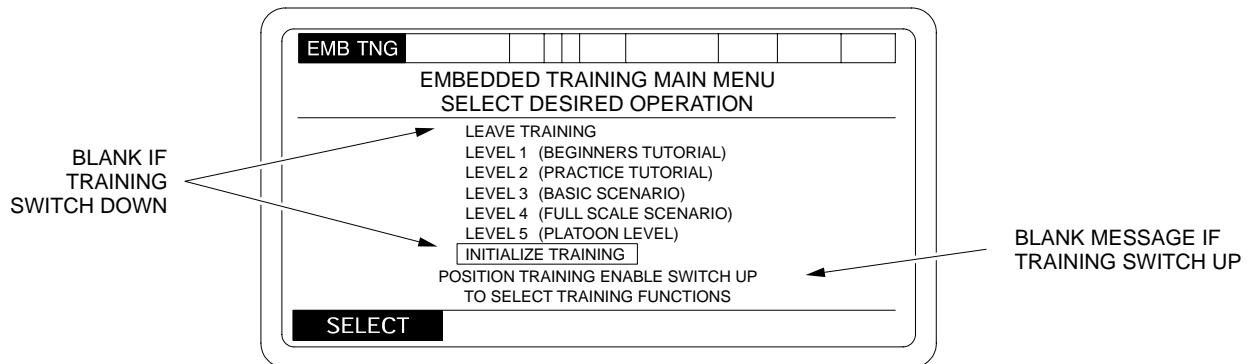 EMB TNG
EMBEDDED TRAINING MAIN MENU
SELECT DESIRED OPERATION
LEAVE TRAINING
LEVEL 1 (BEGINNERS TUTORIAL)
LEVEL 2 (PRACTICE TUTORIAL)
LEVEL 3 (BASIC SCENARIO)
LEVEL 4 (FULL SCALE SCENARIO)
LEVEL 5 (PLATOON LEVEL)
INITIALIZE TRAINING
POSITION TRAINING ENABLE SWITCH UP
TO SELECT TRAINING FUNCTIONS
SELECT
BLANK IF
TRAINING
SWITCH DOWN
BLANK MESSAGE IF
TRAINING SWITCH UP